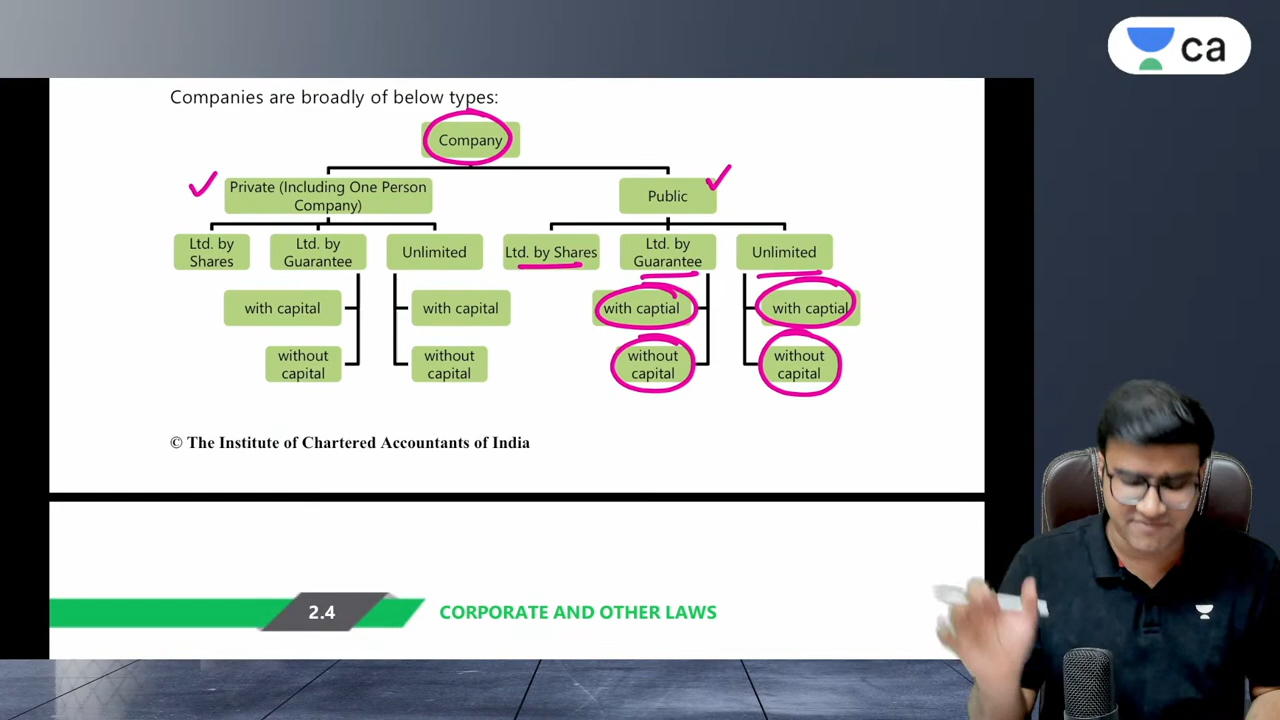 ca
Companies are broadly of below types:
Company
Private (Including One Person
Company)
Public
Ltd. by
Shares
Ltd. by
Guarantee
Unlimited
Ltd. by Shares
Ltd. by
Guarantee
Unlimited
with capital
with capital
with captial
with captial
without
capital
without
capital
without
capital
without
capital
© The Institute of Chartered Accountants of India
2.4
CORPORATE AND OTHER LAWS